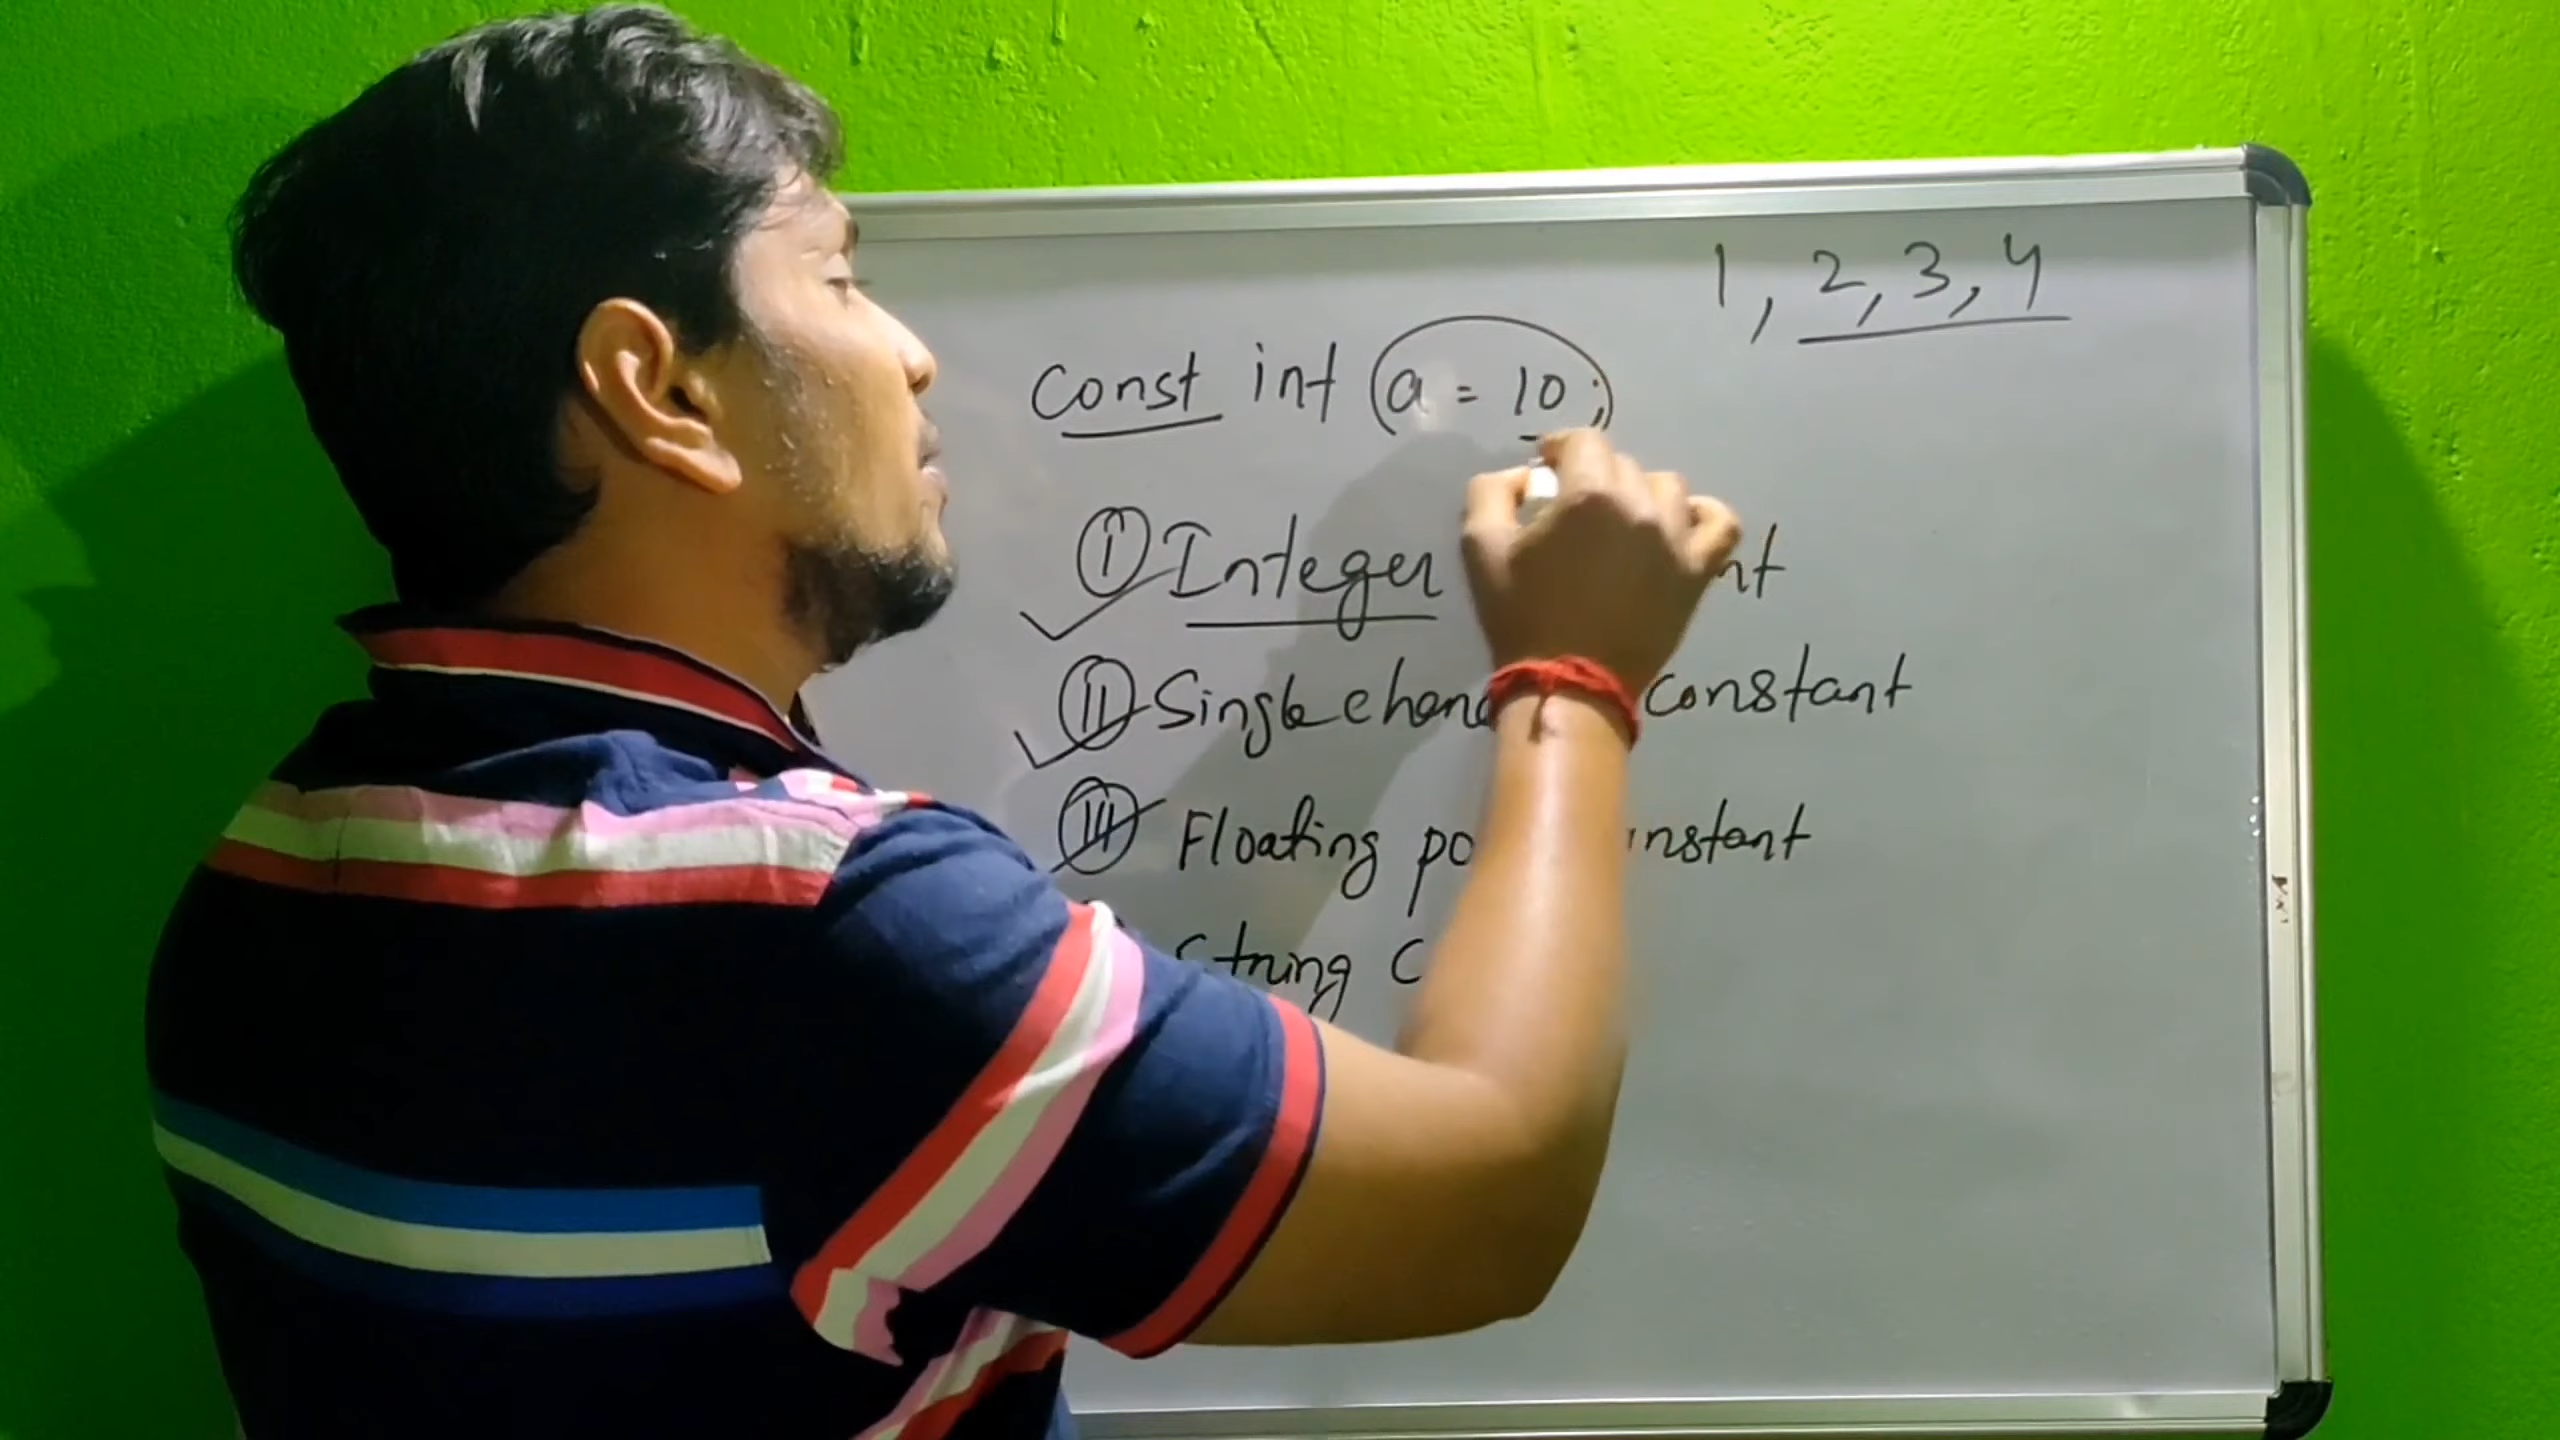 1, 2, 3, 4
const int a = 10;
I Integer
II Single constant
III Floating
String